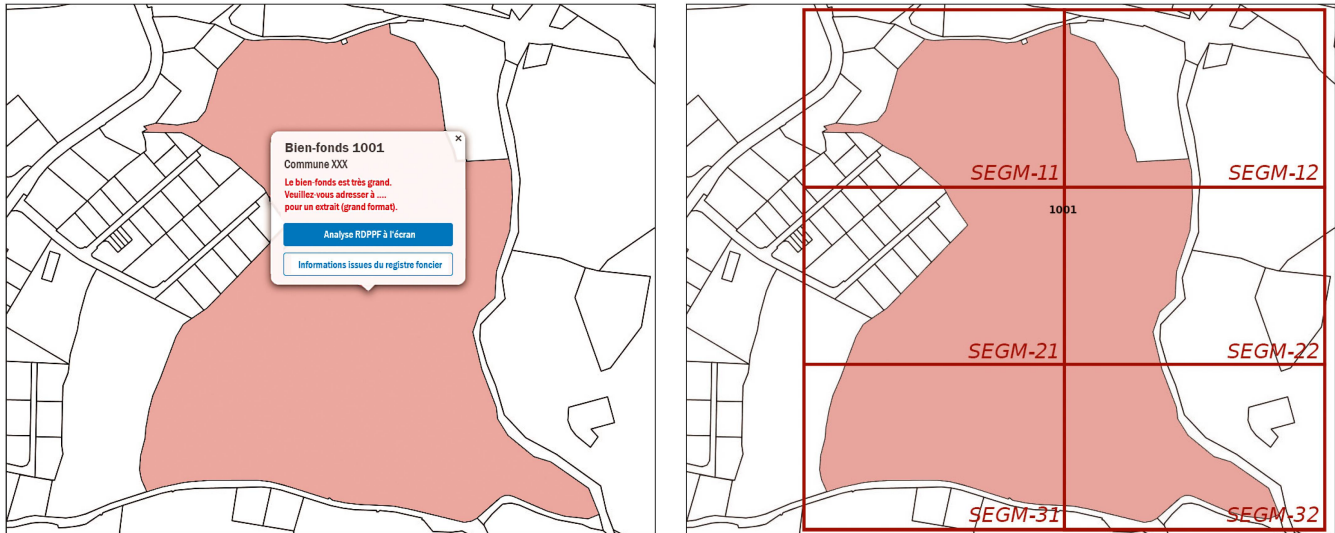 Bien-fonds 1001
×
Commune XXX
Le bien-fonds est très grand.
Veuillez-vous adresser à ....
pour un extrait (grand format).
Analyse RDPPF à l'écran
Informations issues du registre foncier
SEGM-11
SEGM-12
1001
SEGM-21
SEGM-22
SEGM-31
SEGM-32